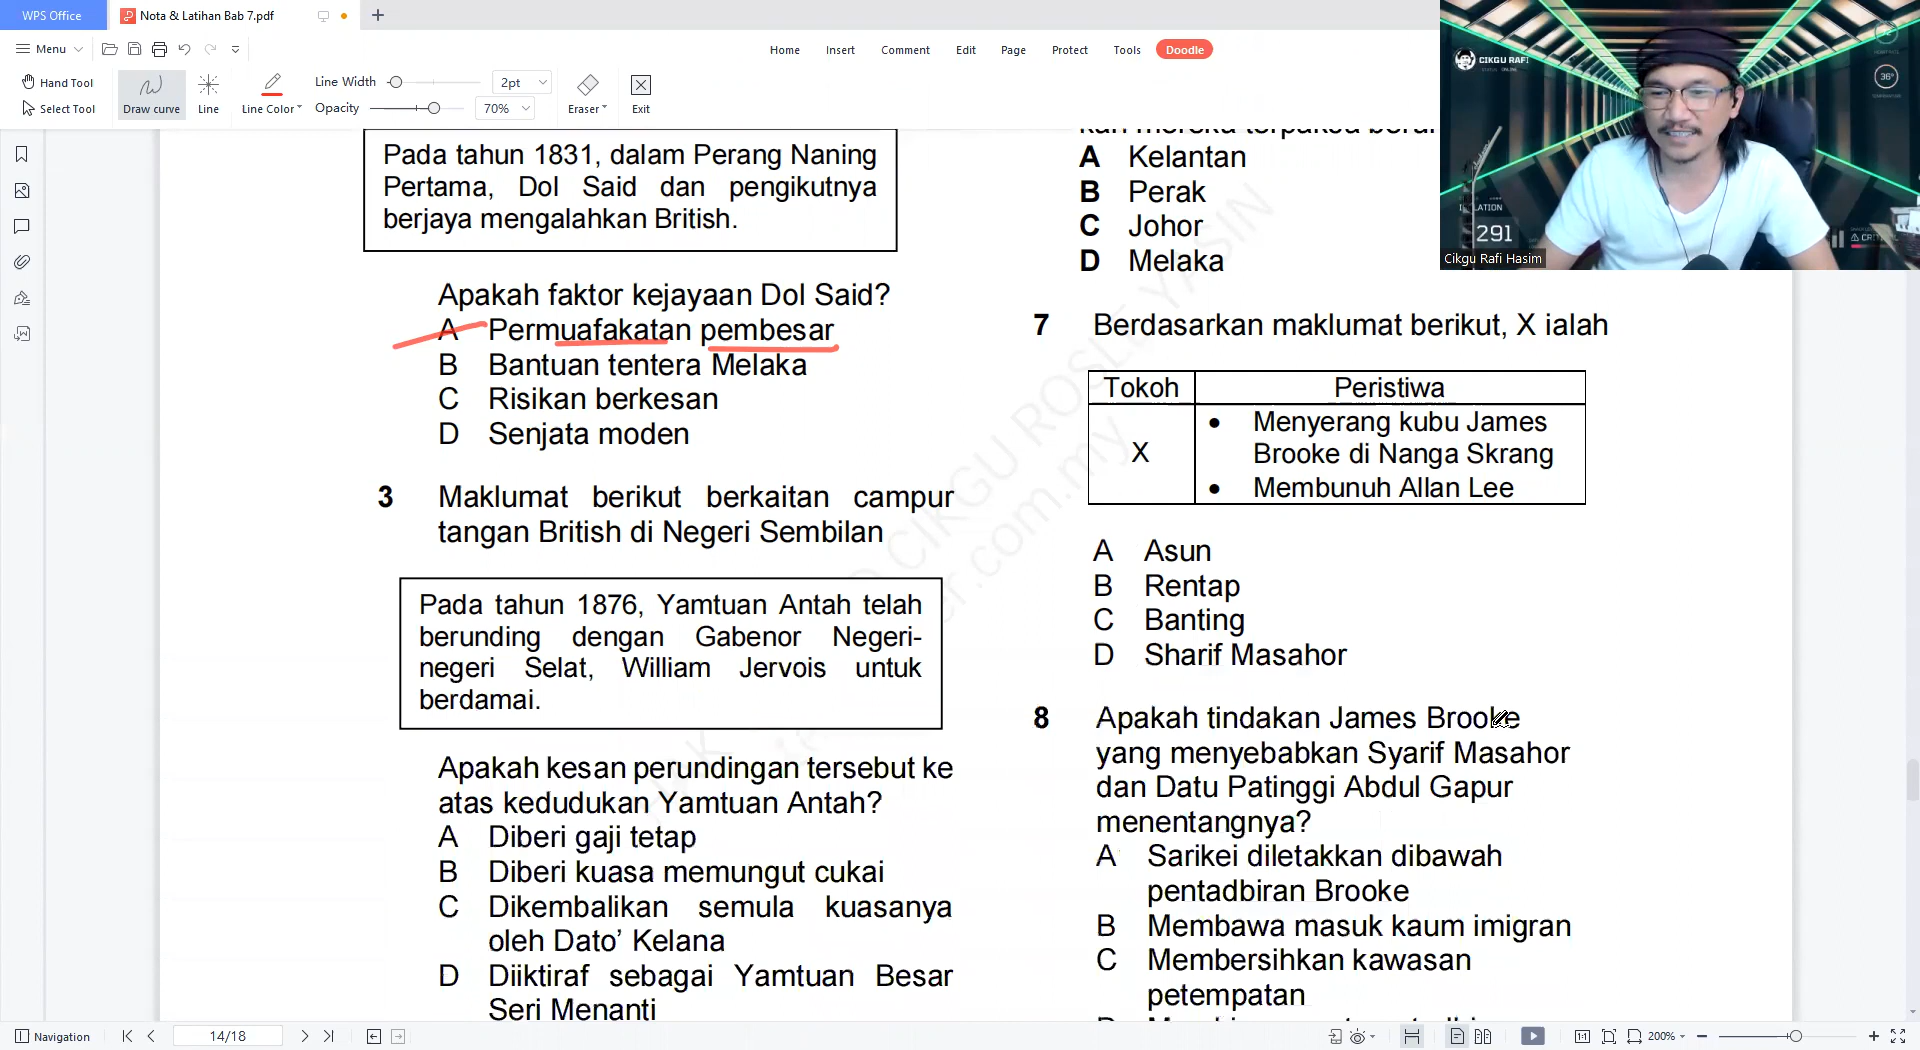 WPS Office
Nota & Latihan Bab 7.pdf
Menu
Home
Insert
Comment
Edit
Page
Protect
Tools
Doodle
Hand Tool
Select Tool
Draw curve
Line
Line Color
Line Width
2pt
Opacity
70%
Eraser
Exit
Pada tahun 1831, dalam Perang Naning
Pertama, Dol Said dan pengikutnya
berjaya mengalahkan British.
Apakah faktor kejayaan Dol Said?
A Permuafakatan pembesar
B Bantuan tentera Melaka
C Risikan berkesan
D Senjata moden
3 Maklumat berikut berkaitan campur
tangan British di Negeri Sembilan
Pada tahun 1876, Yamtuan Antah telah
berunding dengan Gabenor Negeri-
negeri Selat, William Jervois untuk
berdamai.
Apakah kesan perundingan tersebut ke
atas kedudukan Yamtuan Antah?
A Diberi gaji tetap
B Diberi kuasa memungut cukai
C Dikembalikan semula kuasanya
oleh Dato' Kelana
D Diiktiraf sebagai Yamtuan Besar
Seri Menanti
A Kelantan
B Perak
C Johor
D Melaka
7 Berdasarkan maklumat berikut, X ialah
Tokoh Peristiwa
X
• Menyerang kubu James
Brooke di Nanga Skrang
• Membunuh Allan Lee
A Asun
B Rentap
C Banting
D Sharif Masahor
8 Apakah tindakan James Brooke
yang menyebabkan Syarif Masahor
dan Datu Patinggi Abdul Gapur
menentangnya?
A Sarikei diletakkan dibawah
pentadbiran Brooke
B Membawa masuk kaum imigran
C Membersihkan kawasan
petempatan
CIKGU ROSLI YASIN
CIKGU RAFI
291
36°
Cikgu Rafi Hasim
Navigation
14/18
200%